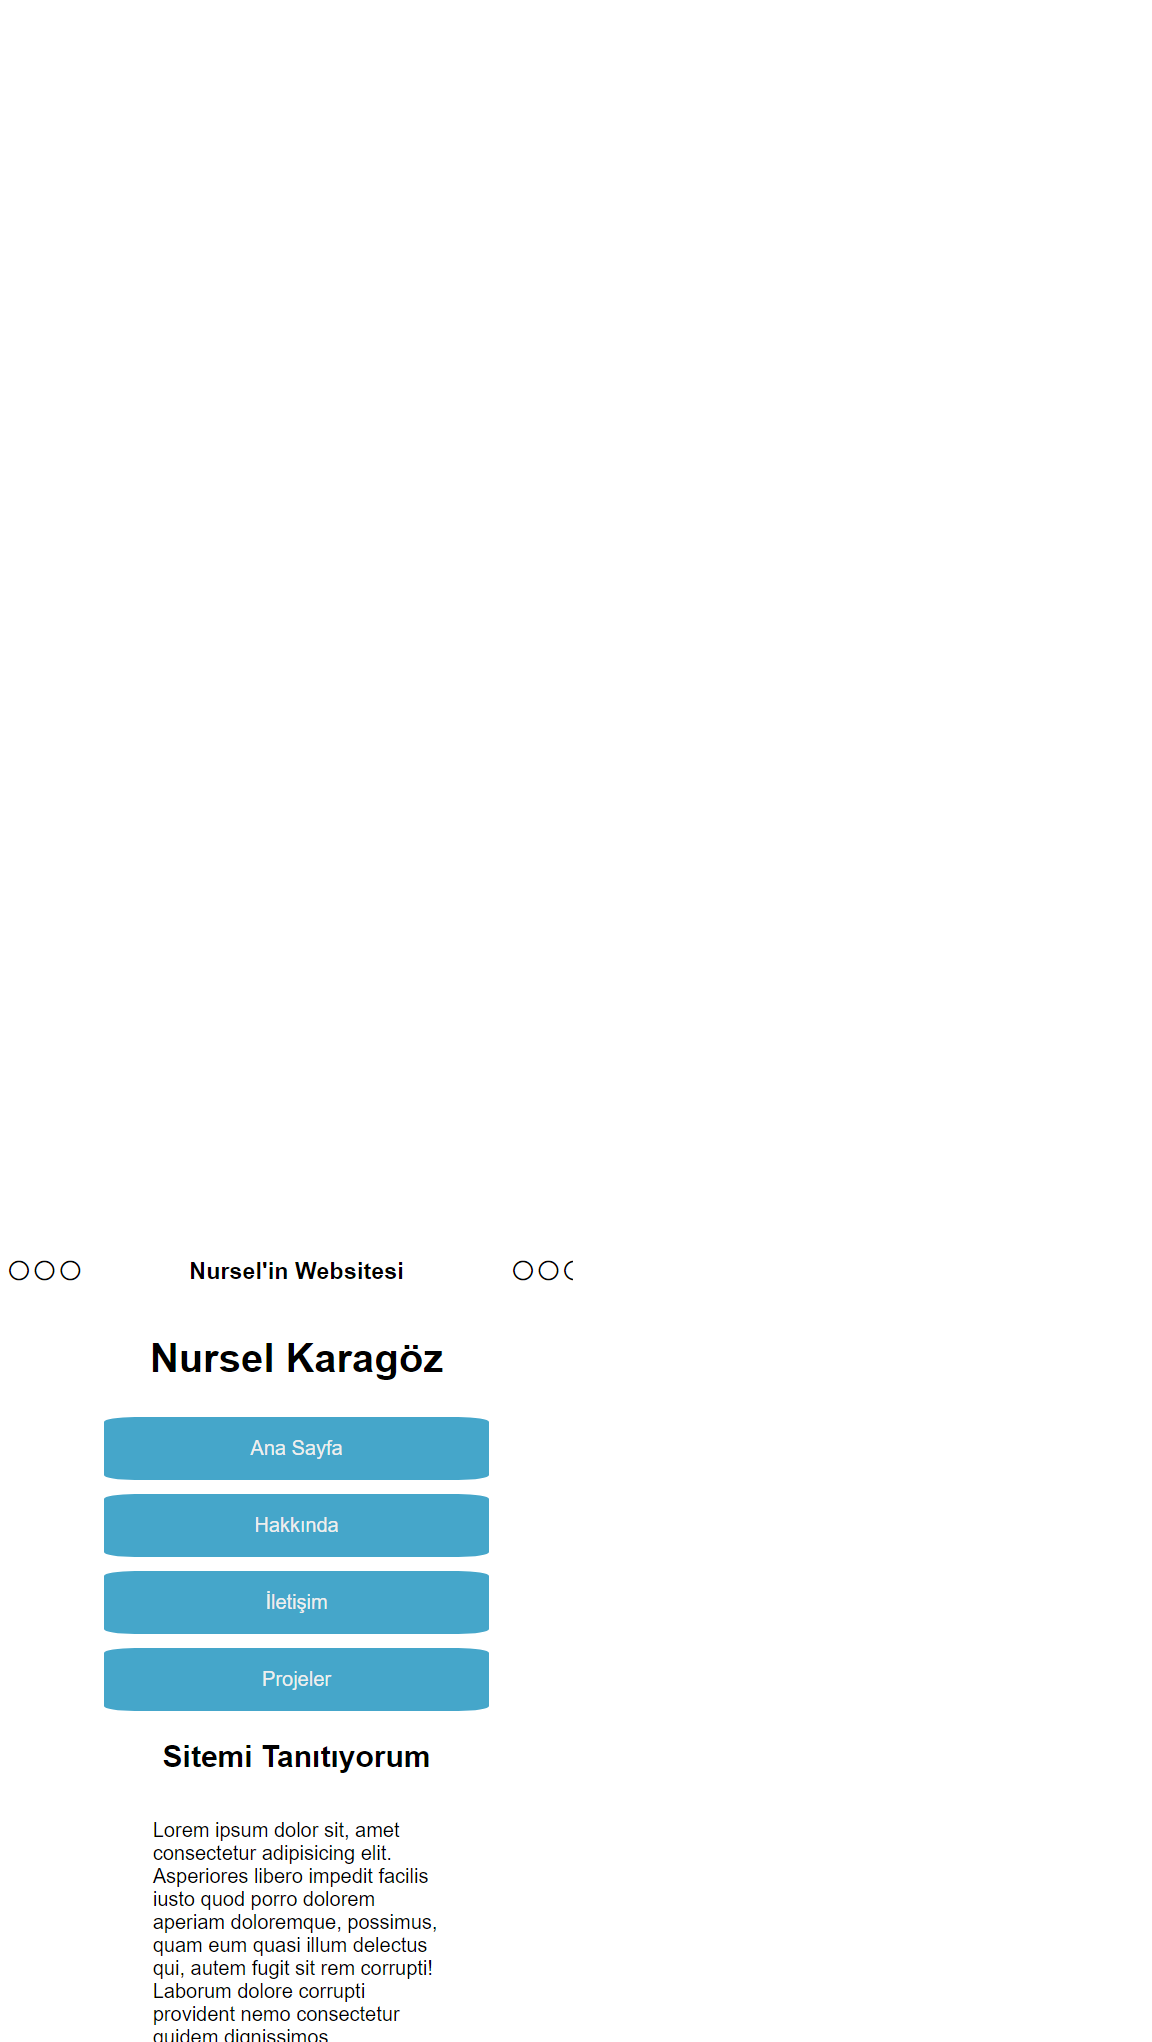 Nursel'in Websitesi
Nursel Karagöz
Ana Sayfa
Hakkında
İletişim
Projeler
Sitemi Tanıtıyorum
Lorem ipsum dolor sit, amet
consectetur adipisicing elit.
Asperiores libero impedit facilis
iusto quod porro dolorem
aperiam doloremque, possimus,
quam eum quasi illum delectus
qui, autem fugit sit rem corrupti!
Laborum dolore corrupti
provident nemo consectetur
quidem dignissimos